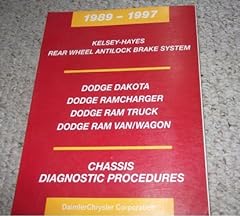 1989 - 1997
KELSEY-HAYES
REAR WHEEL ANTILOCK BRAKE SYSTEM
DODGE DAKOTA
DODGE RAMCHARGER
DODGE RAM TRUCK
DODGE RAM VAN/WAGON
CHASSIS
DIAGNOSTIC PROCEDURES
DaimlerChrysler Corporation